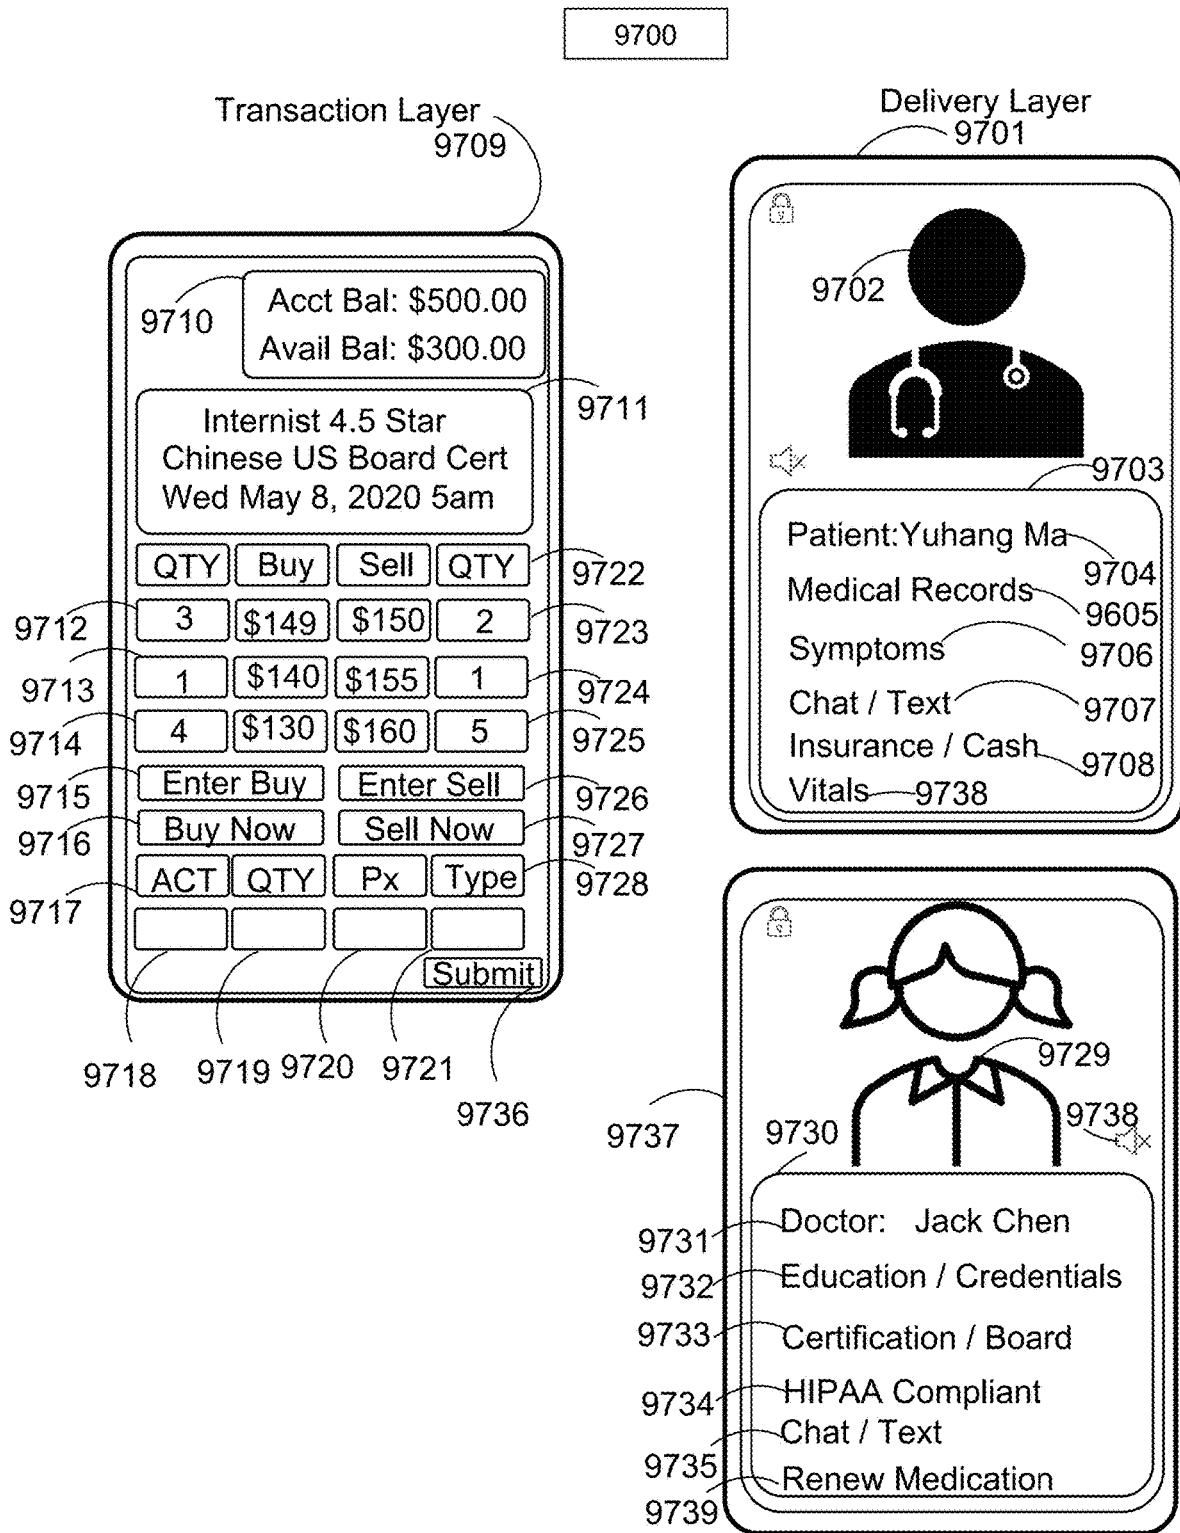 9700
Transaction Layer
9709
9710
Acct Bal: $500.00
Avail Bal: $300.00
9711
Internist 4.5 Star
Chinese US Board Cert
Wed May 8, 2020 5am
QTY Buy Sell QTY 9722
9712 3 $149 $150 2 9723
9713 1 $140 $155 1 9724
9714 4 $130 $160 5 9725
9715 Enter Buy Enter Sell 9726
9716 Buy Now Sell Now 9727
9717 ACT QTY Px Type 9728
Submit
9718 9719 9720 9721
9736
Delivery Layer
9701
9702
9703
Patient:Yuhang Ma 9704
Medical Records 9605
Symptoms 9706
Chat / Text 9707
Insurance / Cash 9708
Vitals 9738
9729
9737
9730
9738
9731 Doctor: Jack Chen
9732 Education / Credentials
9733 Certification / Board
9734 HIPAA Compliant
9735 Chat / Text
9739 Renew Medication